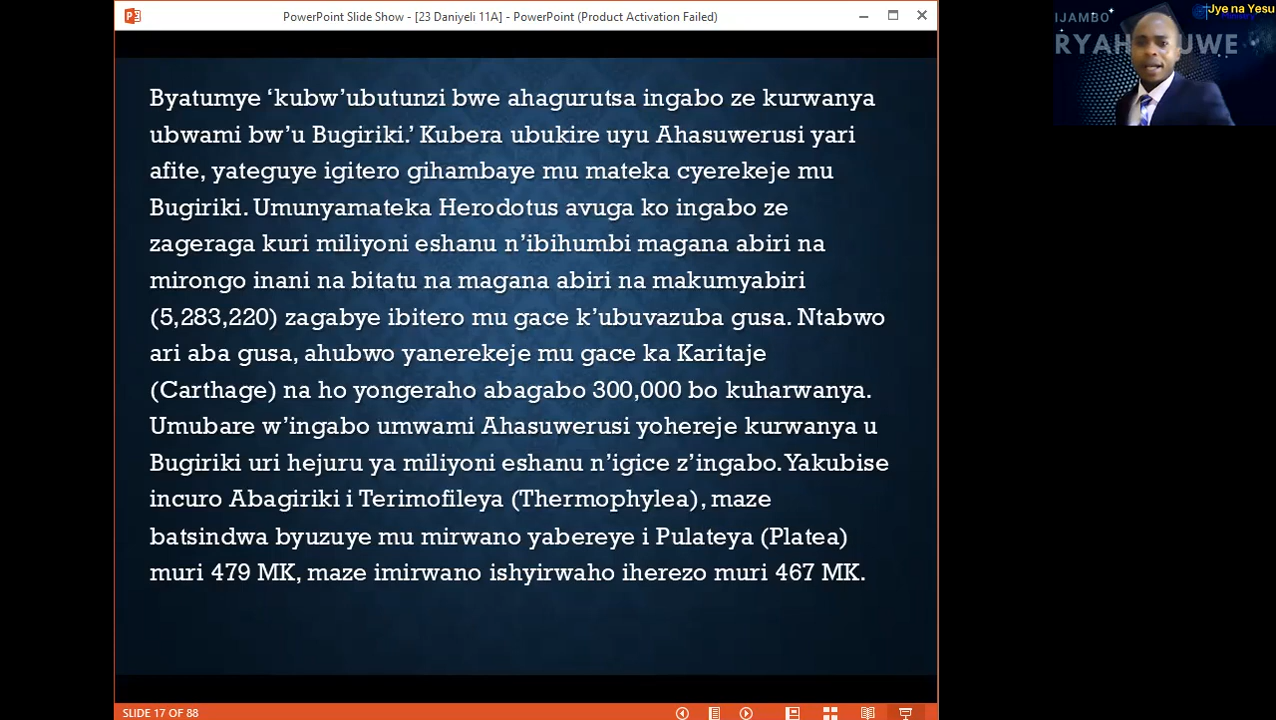 PowerPoint Slide Show - [23 Daniyeli 11A] - PowerPoint (Product Activation Failed)
Byatumye ‘kubw’ubutunzi bwe ahagurutsa ingabo ze kurwanya
ubwami bw’u Bugiriki.’ Kubera ubukire uyu Ahasuwerusi yari
afite, yateguye igitero gihambaye mu mateka cyerekeje mu
Bugiriki. Umunyamateka Herodotus avuga ko ingabo ze
zageraga kuri miliyoni eshanu n’ibihumbi magana abiri na
mirongo inani na bitatu na magana abiri na makumyabiri
(5,283,220) zagabye ibitero mu gace k’ubuvazuba gusa. Ntabwo
ari aba gusa, ahubwo yanerekeje mu gace ka Karitaje
(Carthage) na ho yongeraho abagabo 300,000 bo kuharwanya.
Umubare w’ingabo umwami Ahasuwerusi yohereje kurwanya u
Bugiriki uri hejuru ya miliyoni eshanu n’igice z’ingabo. Yakubise
incuro Abagiriki i Terimofileya (Thermophylea), maze
batsindwa byuzuye mu mirwano yabereye i Pulateya (Platea)
muri 479 MK, maze imirwano ishyirwaho iherezo muri 467 MK.
SLIDE 17 OF 88
Jye na Yesu
Ministry
IJAMBO